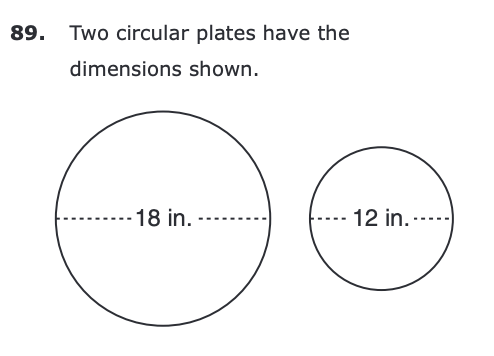 89. Two circular plates have the
dimensions shown.
18 in. 12 in.